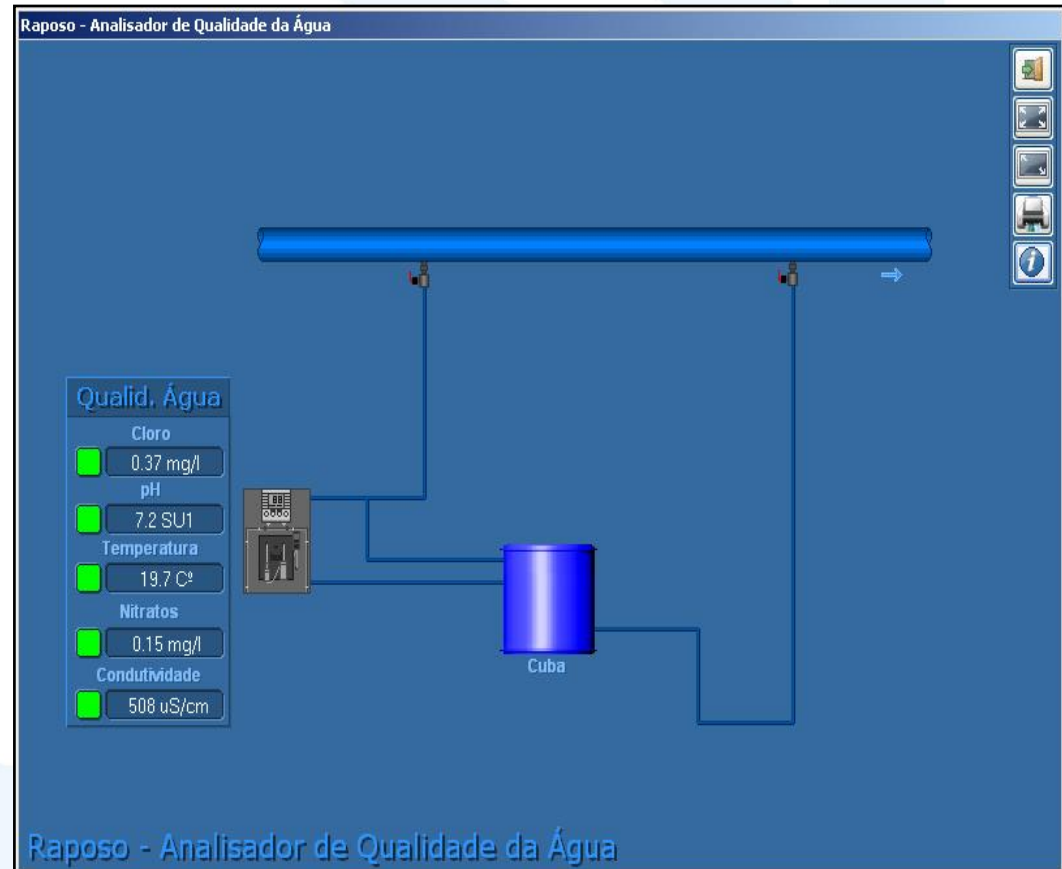 Raposo - Analisador de Qualidade da Água
Qualid. Água
Cloro
0.37 mg/l
pH
7.2 SU1
Temperatura
19.7 Cº
Nitratos
0.15 mg/l
Condutividade
508 uS/cm
Cuba
Raposo - Analisador de Qualidade da Água